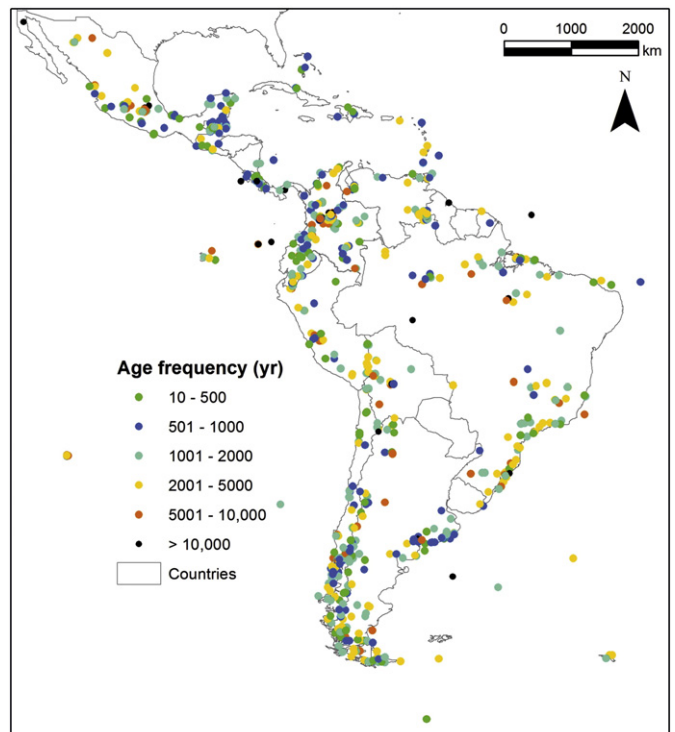 0 1000 2000
km
N
Age frequency (yr)
10 - 500
501 - 1000
1001 - 2000
2001 - 5000
5001 - 10,000
> 10,000
Countries